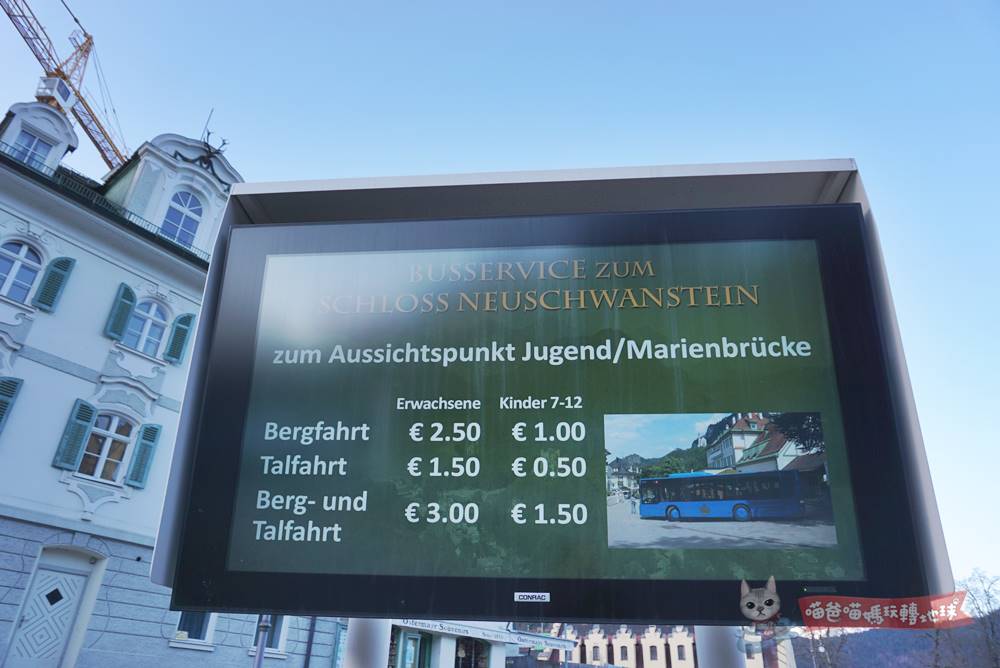 BUSSERVICE ZUM
SCHLOSS NEUSCHWANSTEIN
zum Aussichtspunkt Jugend/Marienbrücke
Erwachsene Kinder 7-12
Bergfahrt € 2.50 € 1.00
Talfahrt € 1.50 € 0.50
Berg- und
Talfahrt € 3.00 € 1.50
CONRAC
喵爸喵媽玩轉地球
Ostermayr Souvenirs